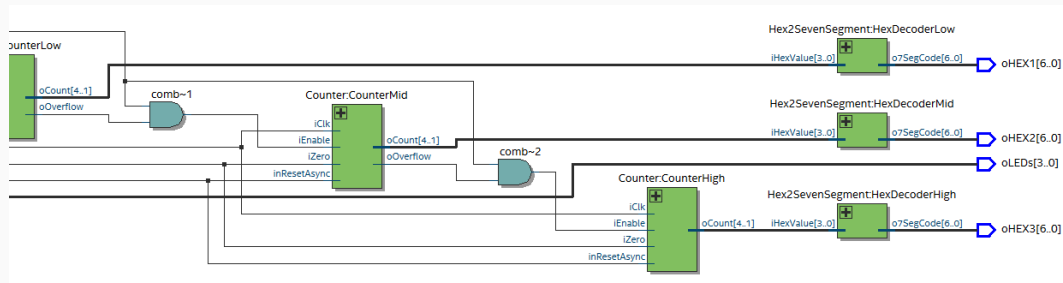 Hex2SevenSegment:HexDecoderLow
ounterLow
iHexValue[3..0]
o7SegCode[6..0]
oHEX1[6..0]
oCount[4..1]
comb~1
Counter:CounterMid
oOverflow
Hex2SevenSegment:HexDecoderMid
iClk
iHexValue[3..0]
o7SegCode[6..0]
iEnable
oCount[4..1]
oHEX2[6..0]
iZero
oOverflow
comb~2
inResetAsync
oLEDs[3..0]
Counter:CounterHigh
Hex2SevenSegment:HexDecoderHigh
iClk
iEnable
oCount[4..1]
iHexValue[3..0]
o7SegCode[6..0]
oHEX3[6..0]
iZero
inResetAsync